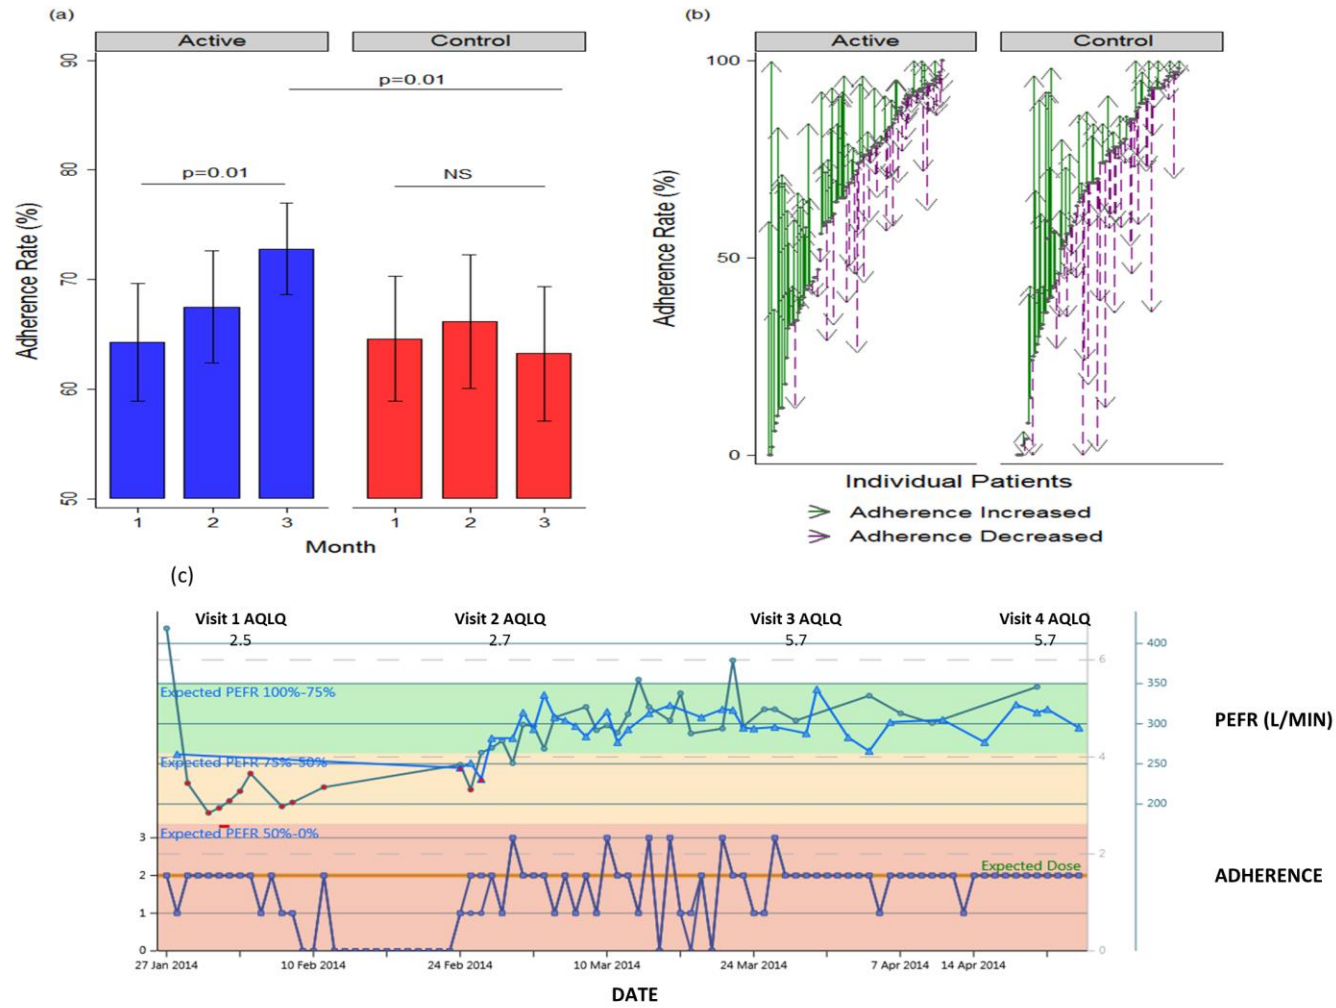 (a)
Active
Control
90
80
70
60
50
Adherence Rate (%)
p=0.01
p=0.01
NS
1
2
3
1
2
3
Month
(b)
Active
Control
100
50
0
Adherence Rate (%)
Individual Patients
Adherence Increased
Adherence Decreased
(c)
Visit 1 AQLQ
2.5
Visit 2 AQLQ
2.7
Visit 3 AQLQ
5.7
Visit 4 AQLQ
5.7
Expected PEFR 100%-75%
Expected PEFR 75%-50%
Expected PEFR 50%-0%
Expected Dose
3
2
1
0
6
4
2
0
400
350
300
250
200
PEFR (L/MIN)
ADHERENCE
27 Jan 2014
10 Feb 2014
24 Feb 2014
10 Mar 2014
24 Mar 2014
7 Apr 2014
14 Apr 2014
DATE